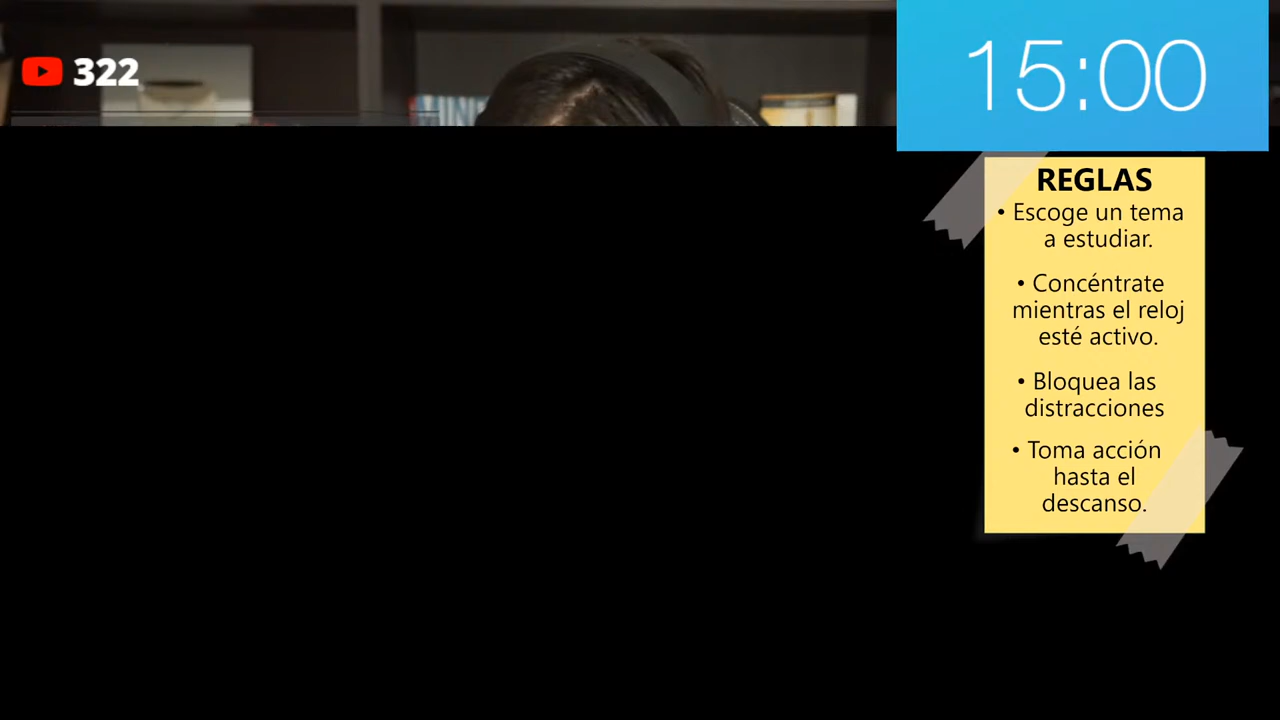 322
15:00
REGLAS
• Escoge un tema
a estudiar.
• Concéntrate
mientras el reloj
esté activo.
• Bloquea las
distracciones
• Toma acción
hasta el
descanso.